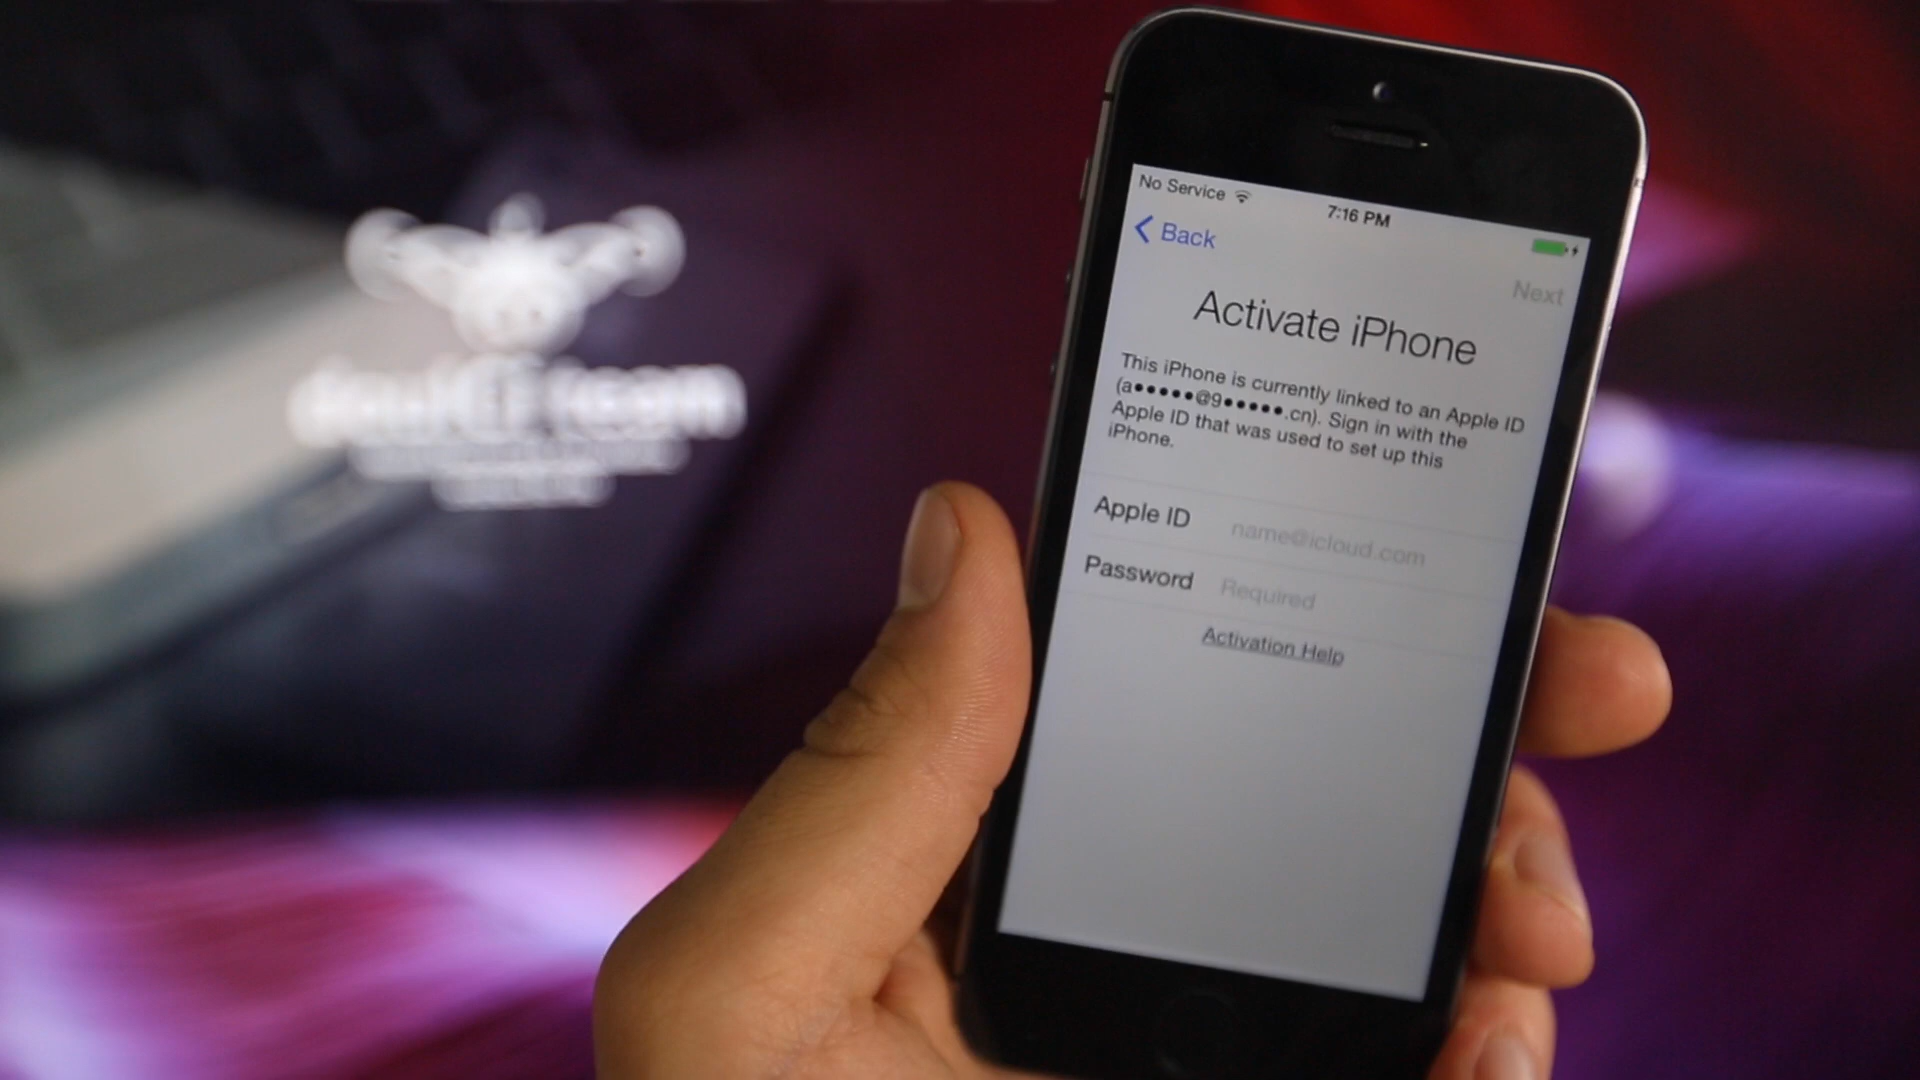 No Service
7:16 PM
Back
Next
Activate iPhone
This iPhone is currently linked to an Apple ID
(a•••••@9•••••.cn). Sign in with the
Apple ID that was used to set up this
iPhone.
Apple ID name@icloud.com
Password Required
Activation Help
team